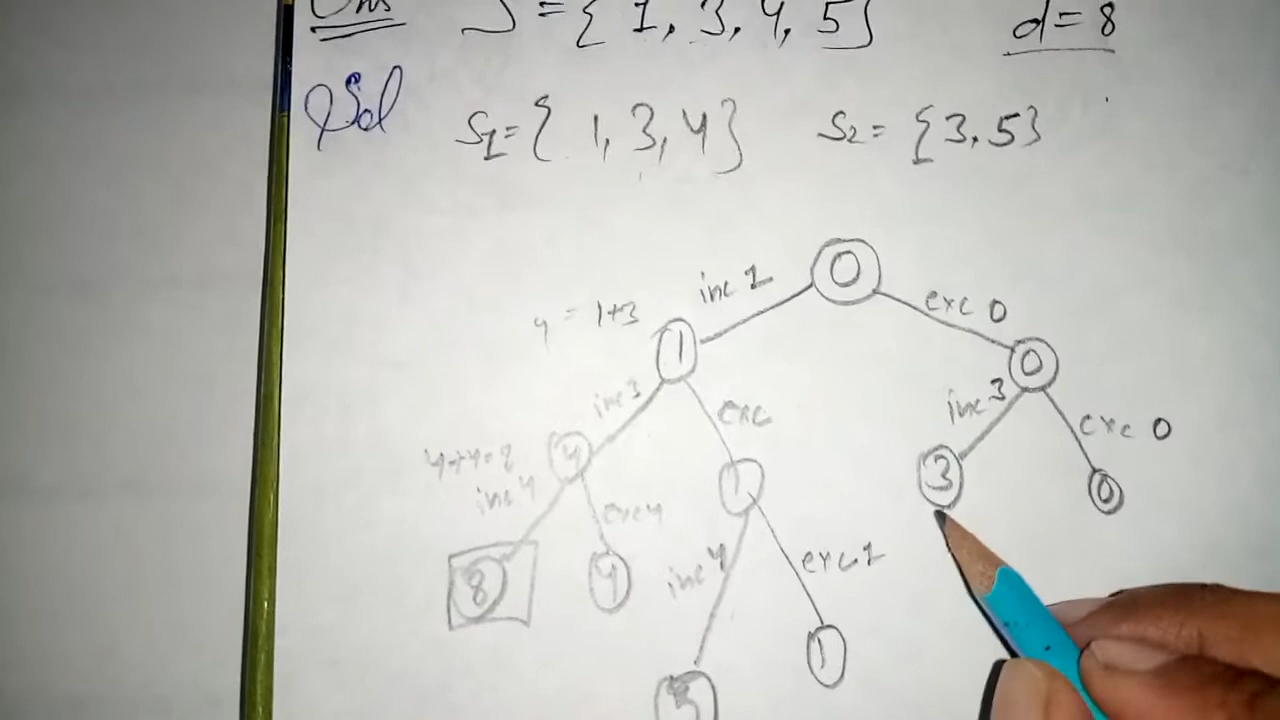 Ans S = { 1, 3, 4, 5} d = 8
Sol S1 = { 1, 3, 4} S2 = {3, 5}
0
inc 1 exc 0
4 = 1+3
1 0
inc 3 exc inc 3 exc 0
4 1 3 0
4+4=8
inc 4 exc 4 inc 4 exc 1
8 4 1
5